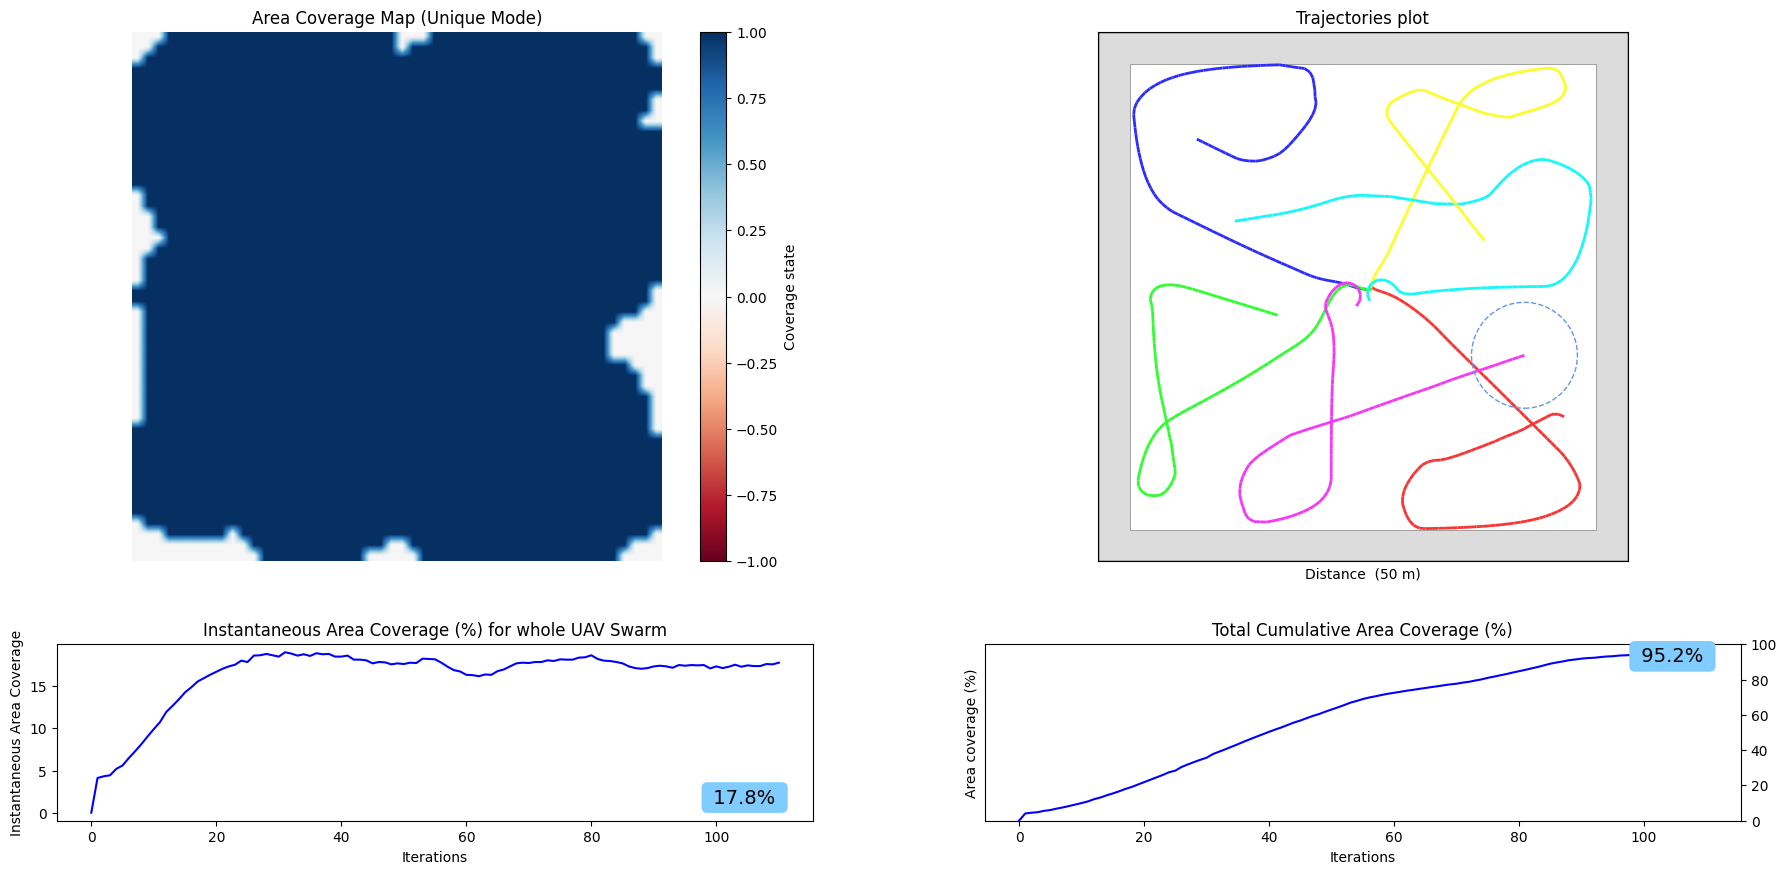 Area Coverage Map (Unique Mode)
1.00
0.75
0.50
0.25
0.00
−0.25
−0.50
−0.75
−1.00
Coverage state
Trajectories plot
Distance  (50 m)
Instantaneous Area Coverage (%) for whole UAV Swarm
Instantaneous Area Coverage
15
10
5
0
17.8%
0 20 40 60 80 100
Iterations
Total Cumulative Area Coverage (%)
Area coverage (%)
95.2%
100
80
60
40
20
0
0 20 40 60 80 100
Iterations